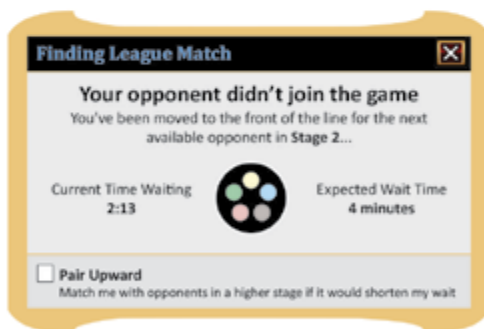 Finding League Match
Your opponent didn't join the game
You've been moved to the front of the line for the next
available opponent in Stage 2...
Current Time Waiting
2:13
Expected Wait Time
4 minutes
Pair Upward
Match me with opponents in a higher stage if it would shorten my wait